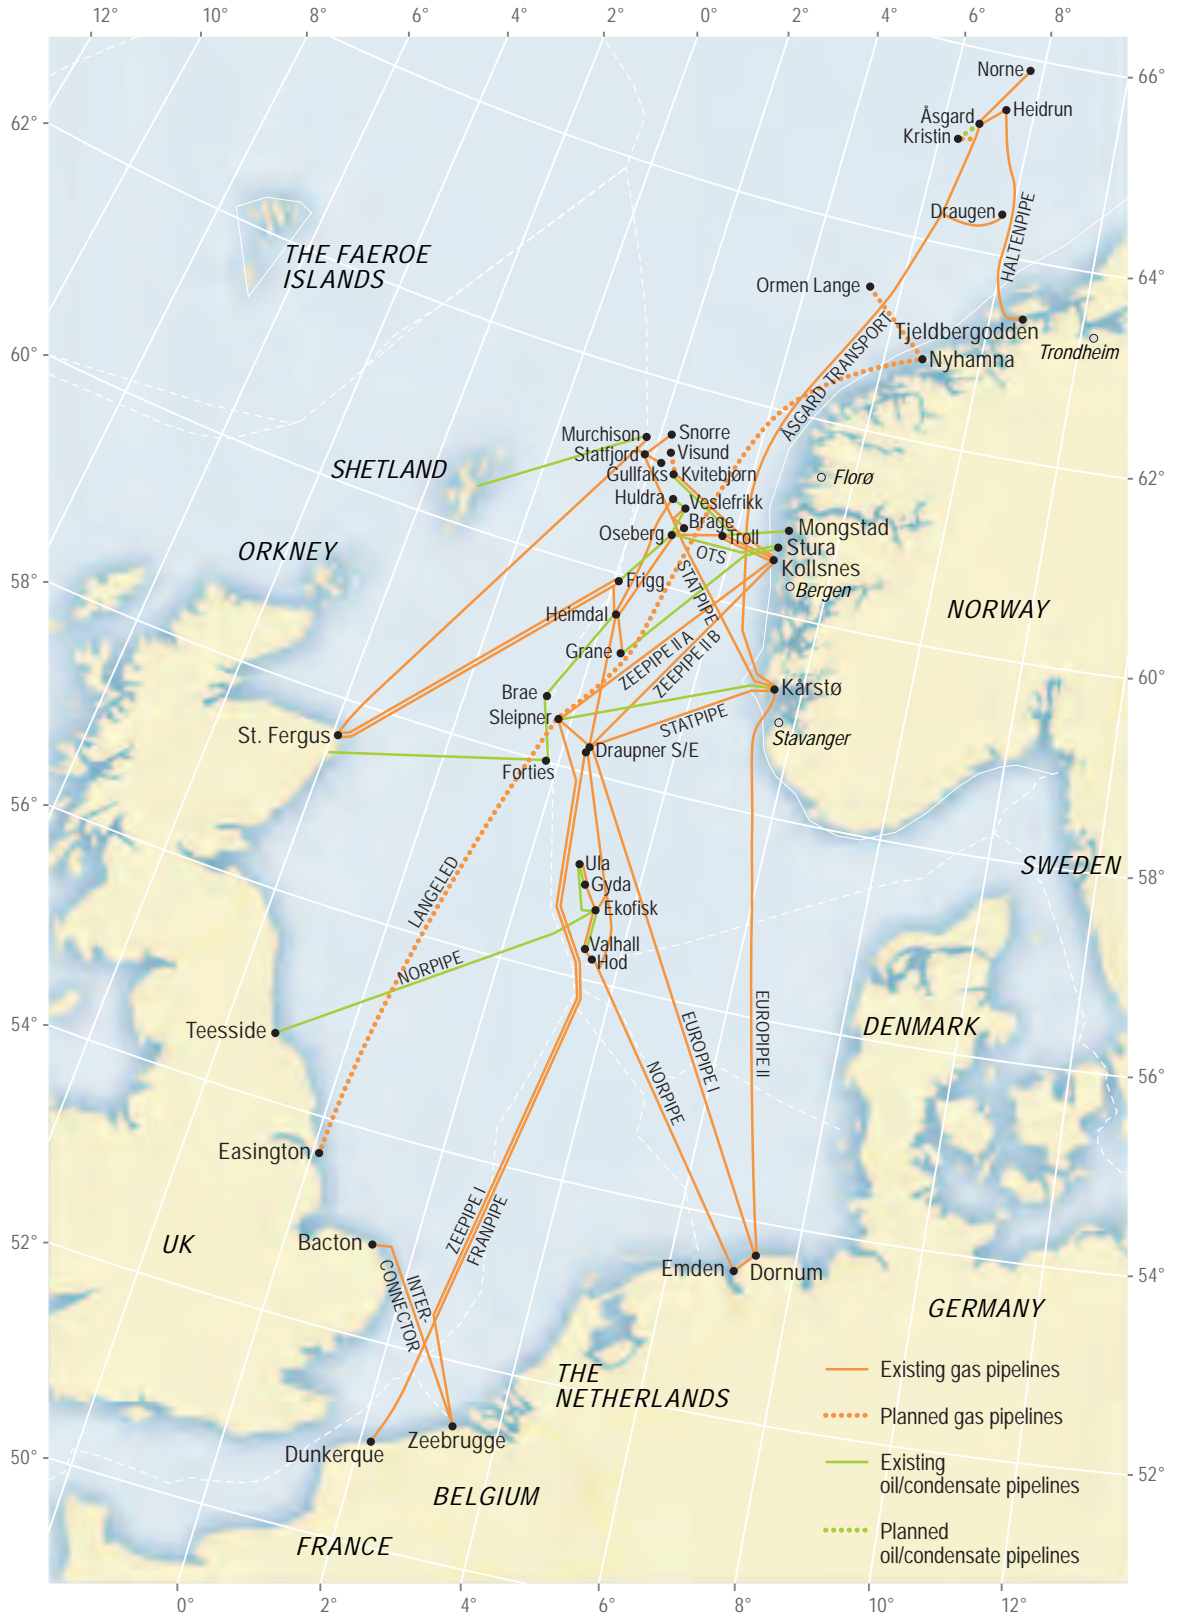 12° 10° 8° 6° 4° 2° 0° 2° 4° 6° 8°
66°
Norne
Heidrun
Åsgard
Kristin
62°
Draugen
HALTENPIPE
THE FAEROE
ISLANDS
64°
Ormen Lange
Tjeldbergodden
Trondheim
Nyhamna
ÅSGARD TRANSPORT
60°
Murchison
Snorre
Statfjord
Visund
Gullfaks
Kvitebjørn
SHETLAND
Florø
62°
Huldra
Veslefrikk
Brage
Oseberg
Troll
Mongstad
Stura
OTS
Kollsnes
ORKNEY
Bergen
58°
Frigg
STATPIPE
Heimdal
NORWAY
Grane
ZEEPIPE II A
ZEEPIPE II B
60°
Brae
Kårstø
Sleipner
STATPIPE
St. Fergus
Stavanger
Draupner S/E
Forties
56°
Ula
Gyda
SWEDEN
58°
LANGELED
Ekofisk
Valhall
Hod
NORPIPE
54°
Teesside
DENMARK
EUROPIPE II
EUROPIPE I
NORPIPE
56°
Easington
ZEEPIPE I
FRANPIPE
52°
UK
Bacton
INTER-
CONNECTOR
Emden
Dornum
54°
GERMANY
THE
NETHERLANDS
Existing gas pipelines
Planned gas pipelines
Zeebrugge
Dunkerque
50°
Existing
oil/condensate pipelines
52°
BELGIUM
Planned
oil/condensate pipelines
FRANCE
0° 2° 4° 6° 8° 10° 12°